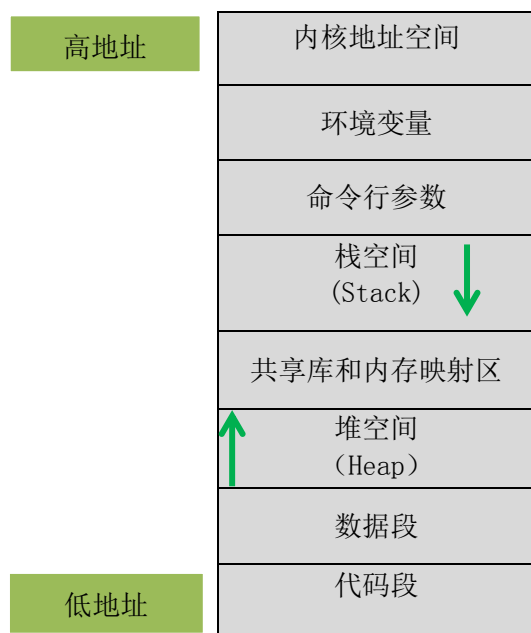 高地址
内核地址空间
环境变量
命令行参数
栈空间
(Stack)
共享库和内存映射区
堆空间
（Heap）
数据段
低地址
代码段